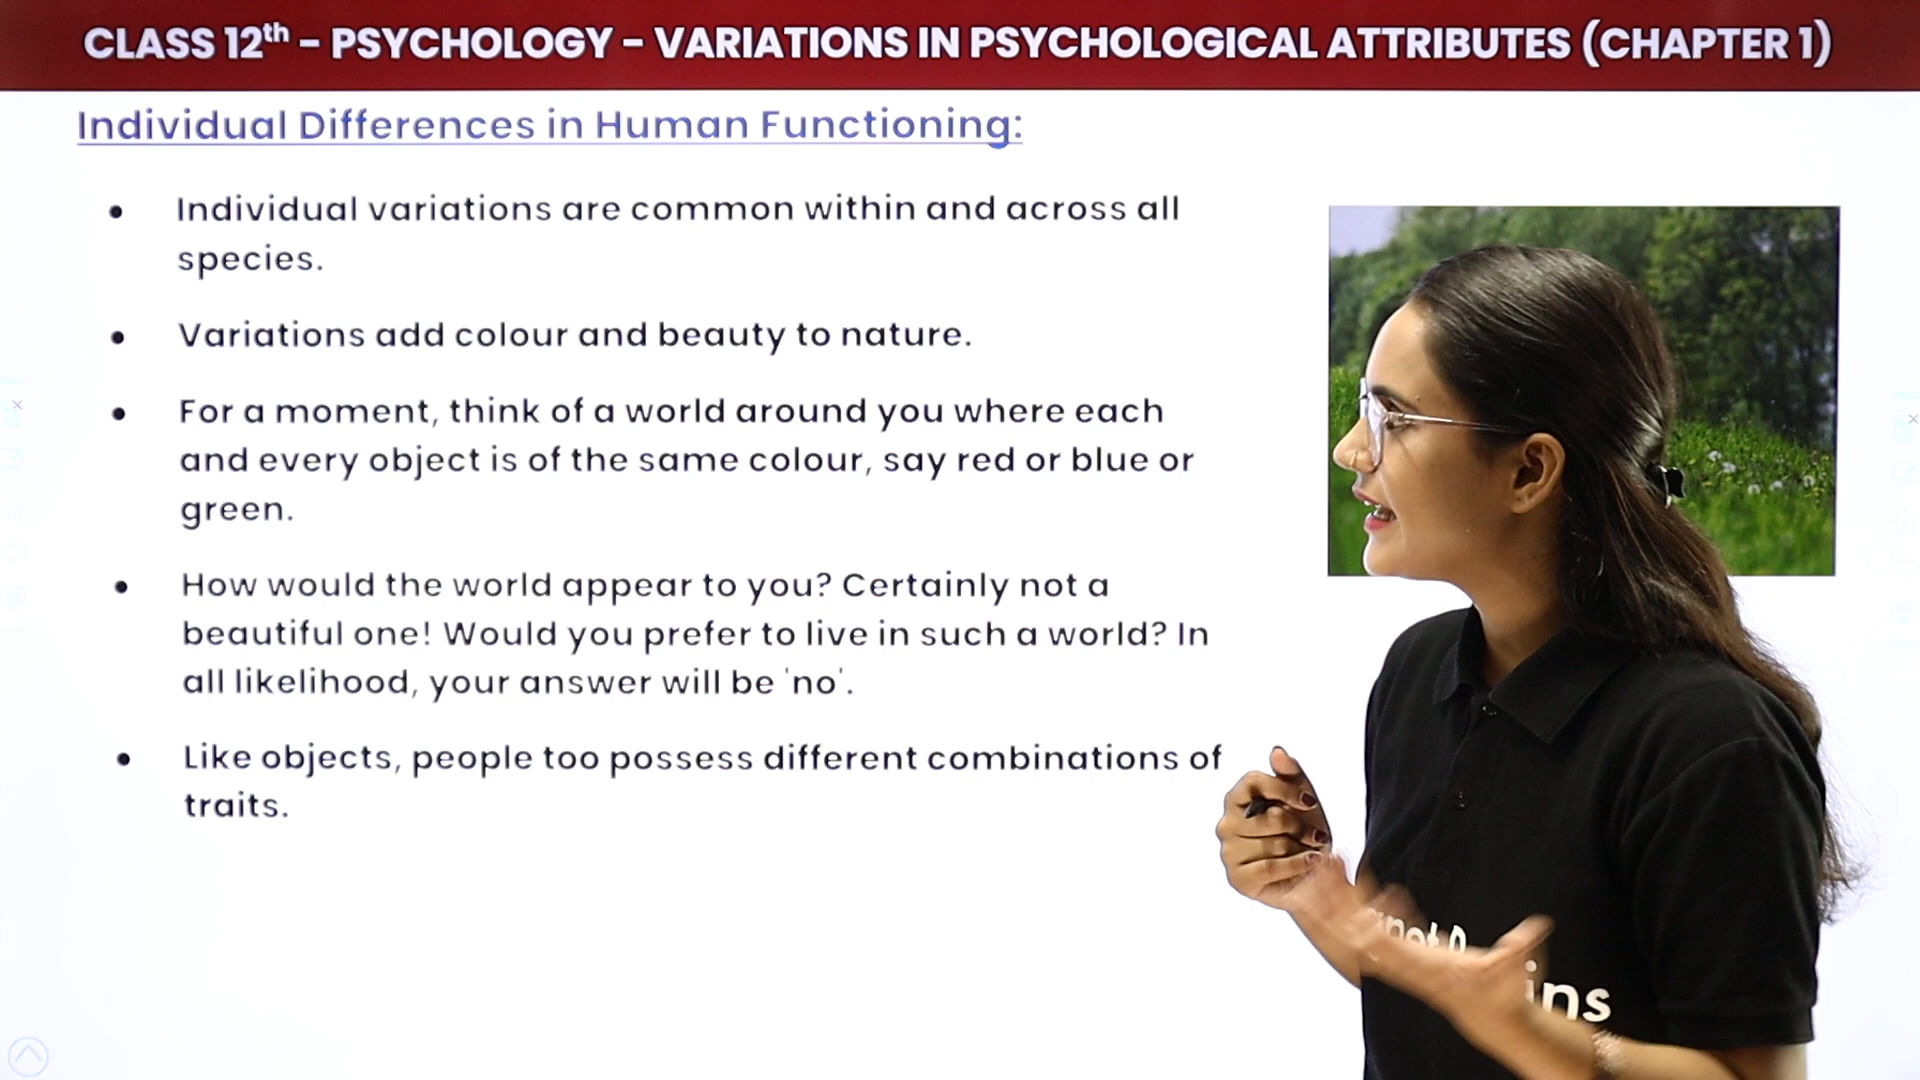 CLASS 12th - PSYCHOLOGY - VARIATIONS IN PSYCHOLOGICAL ATTRIBUTES (CHAPTER 1)
Individual Differences in Human Functioning:
• Individual variations are common within and across all
species.
• Variations add colour and beauty to nature.
• For a moment, think of a world around you where each
and every object is of the same colour, say red or blue or
green.
• How would the world appear to you? Certainly not a
beautiful one! Would you prefer to live in such a world? In
all likelihood, your answer will be 'no'.
• Like objects, people too possess different combinations of
traits.